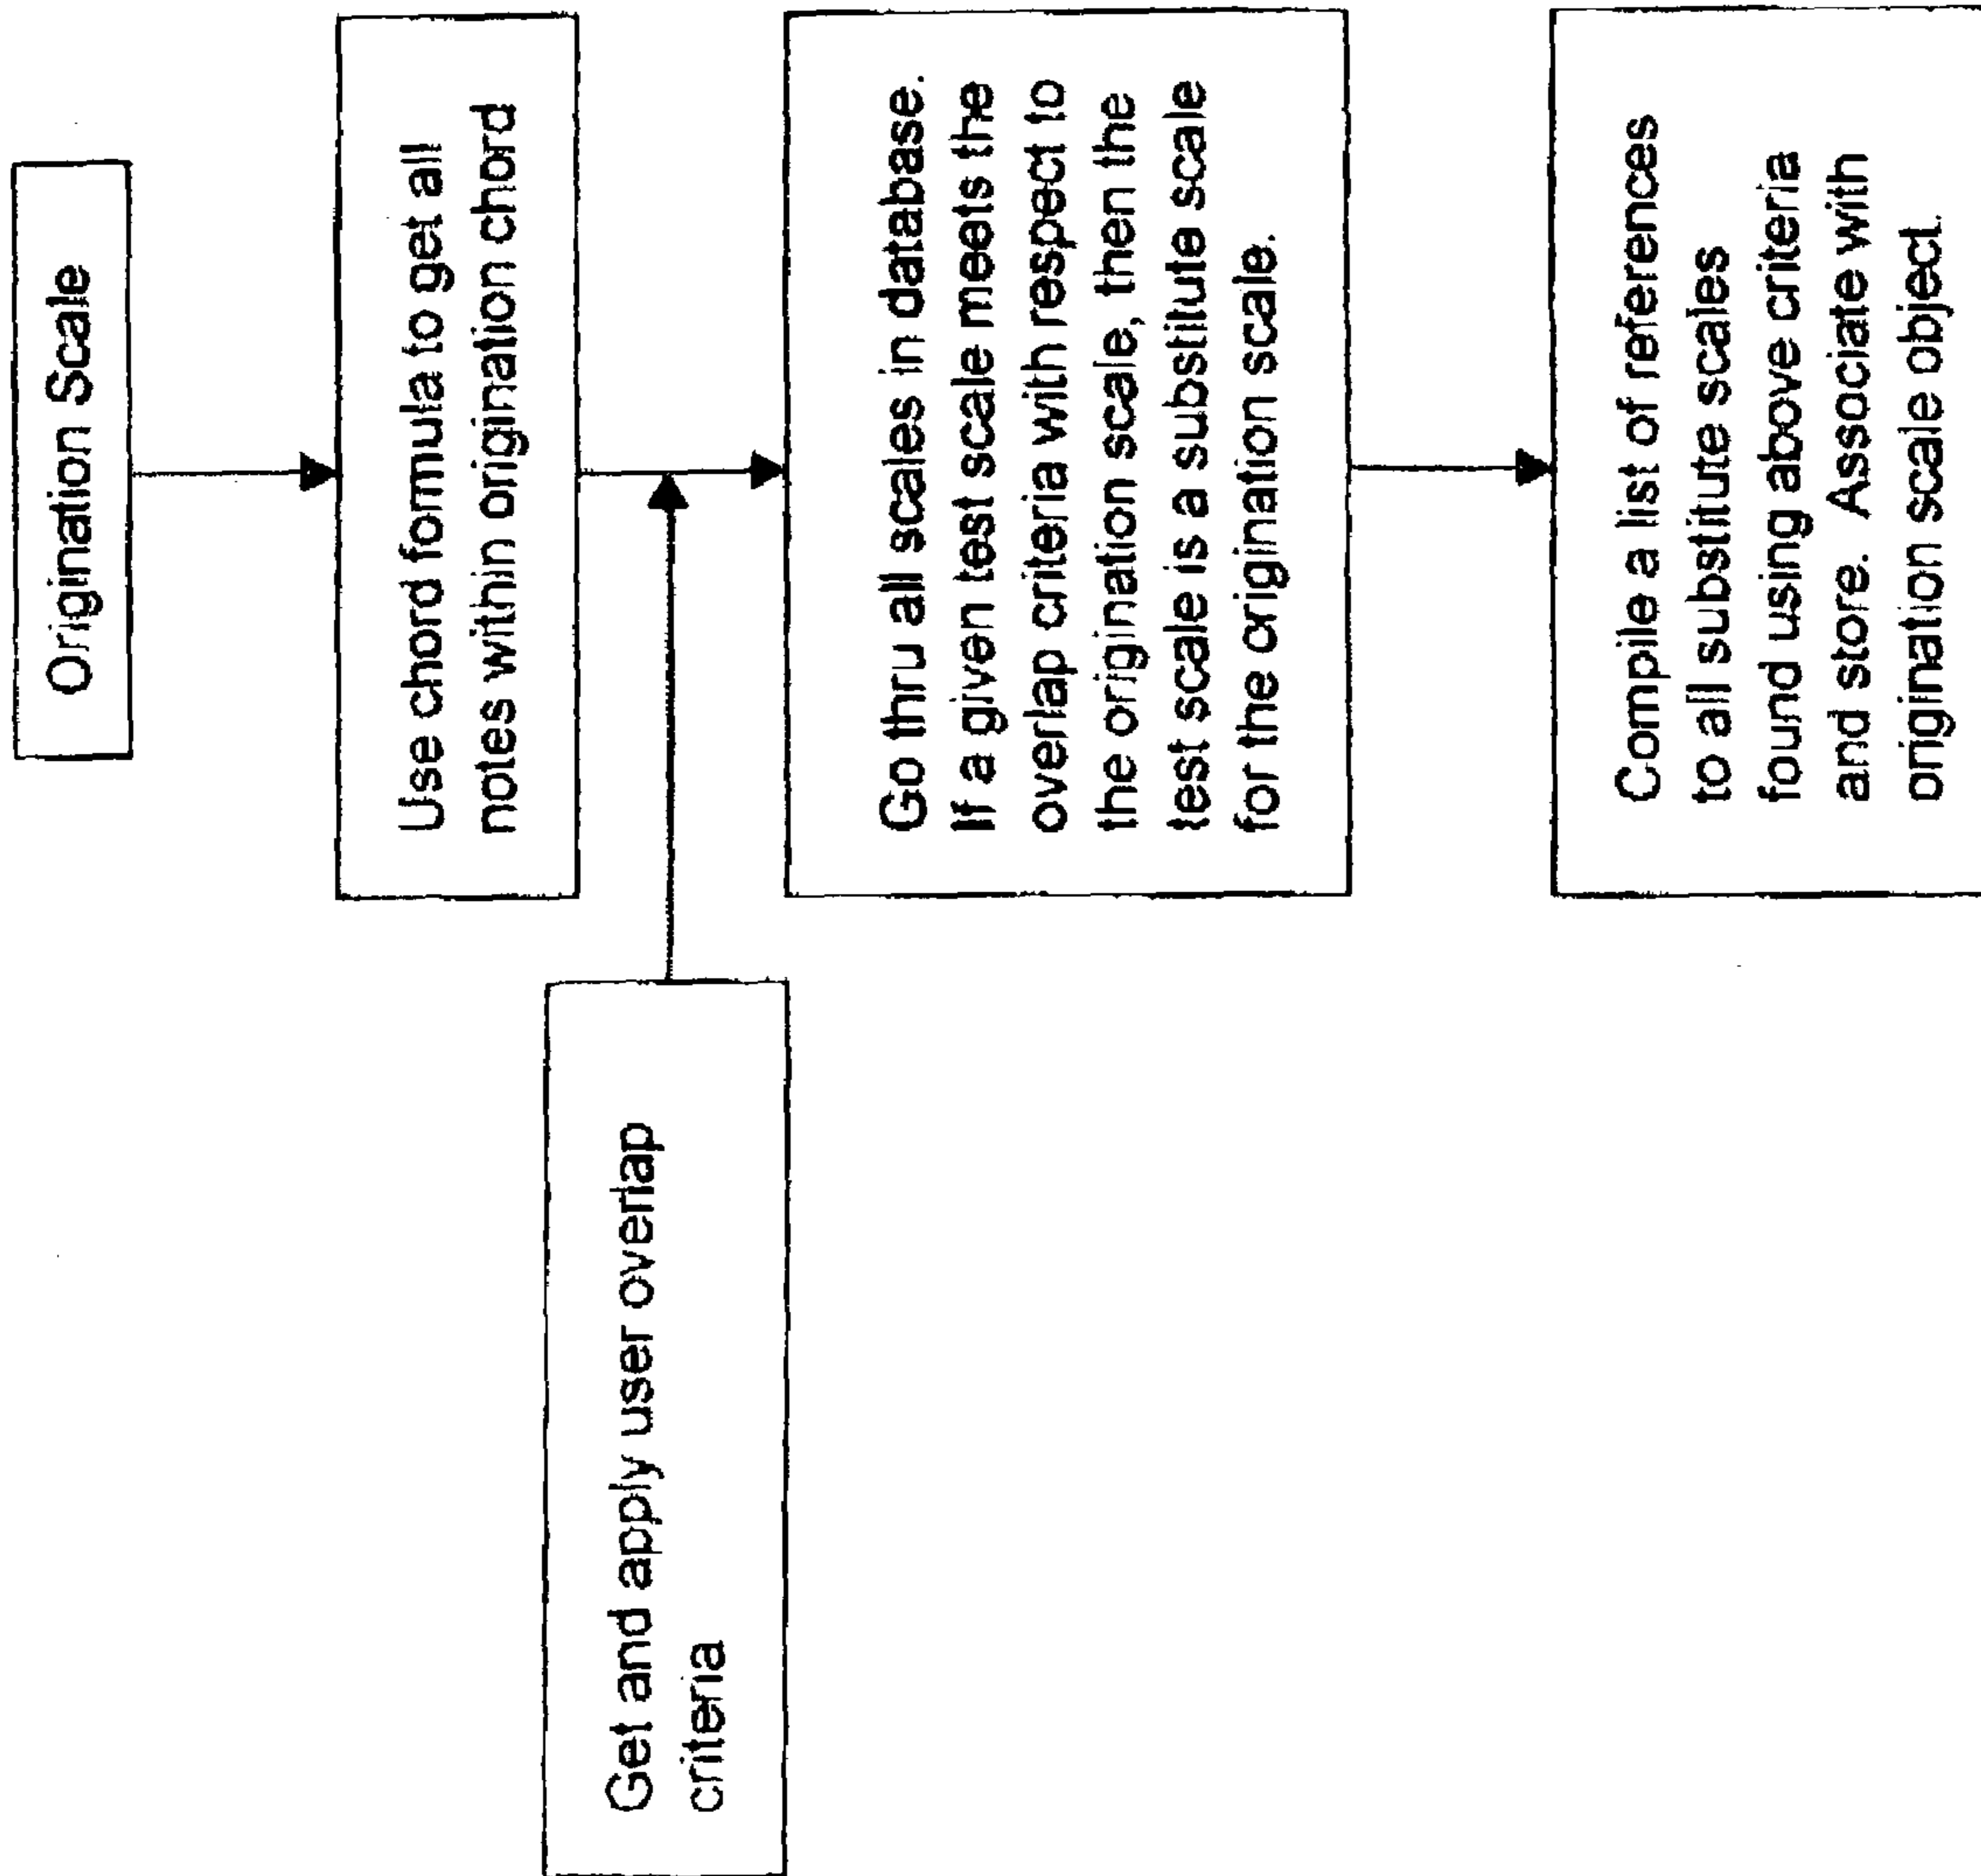 Origination Scale
Use chord formula to get all
notes within origination chord
Get and apply user overlap
criteria
Go thru all scales in database.
If a given test scale meets the
overlap criteria with respect to
the origination scale, then the
test scale is a substitute scale
for the origination scale.
Compile a list of references
to all substitute scales
found using above criteria
and store.  Associate with
origination scale object.